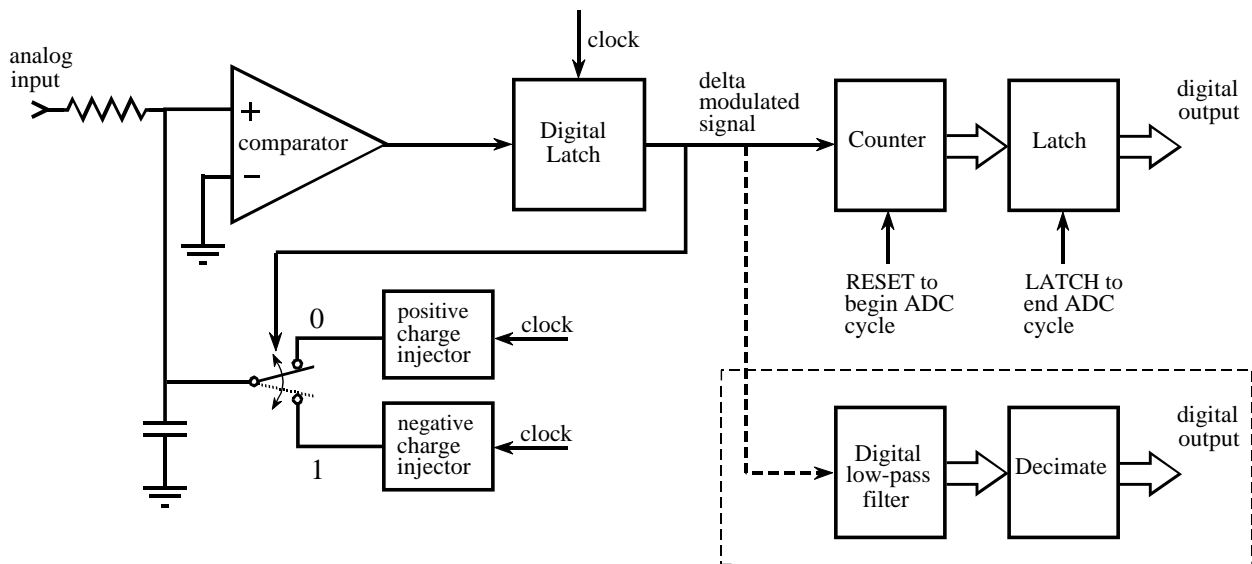 analog
input
+
−
comparator
clock
Digital
Latch
delta
modulated
signal
Counter
Latch
digital
output
RESET to
begin ADC
cycle
LATCH to
end ADC
cycle
0
positive
charge
injector
clock
1
negative
charge
injector
clock
Digital
low-pass
filter
Decimate
digital
output